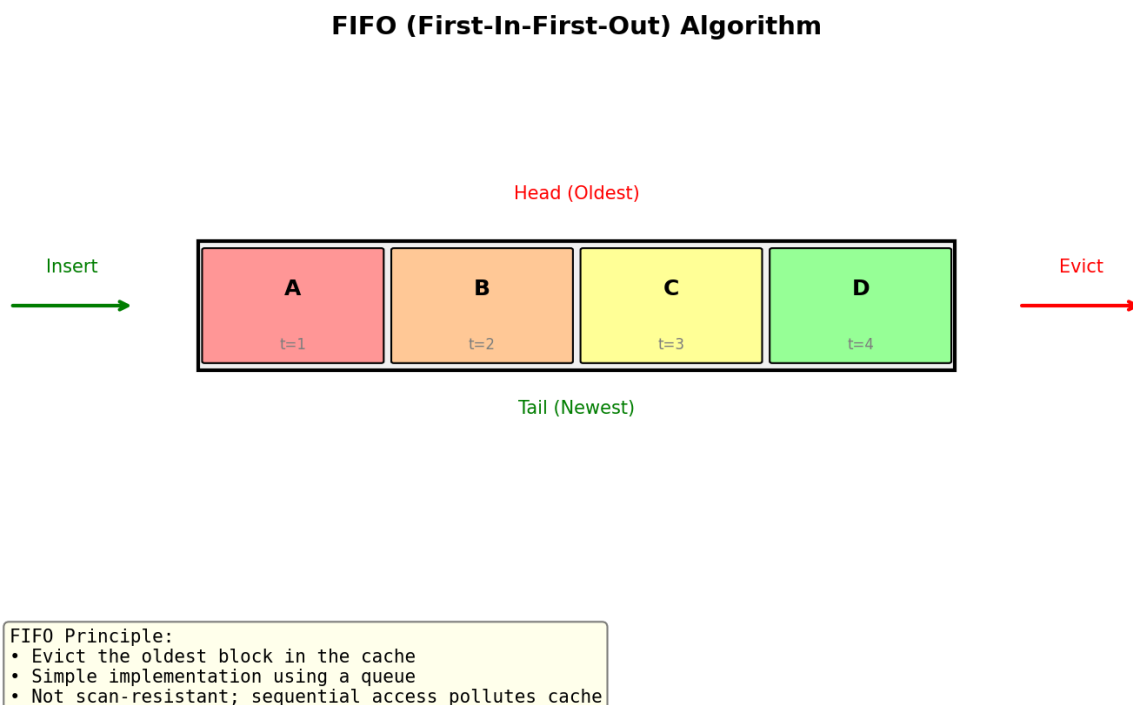 FIFO (First-In-First-Out) Algorithm
Head (Oldest)
Insert
Evict
A
B
C
D
t=1
t=2
t=3
t=4
Tail (Newest)
FIFO Principle:
• Evict the oldest block in the cache
• Simple implementation using a queue
• Not scan-resistant; sequential access pollutes cache